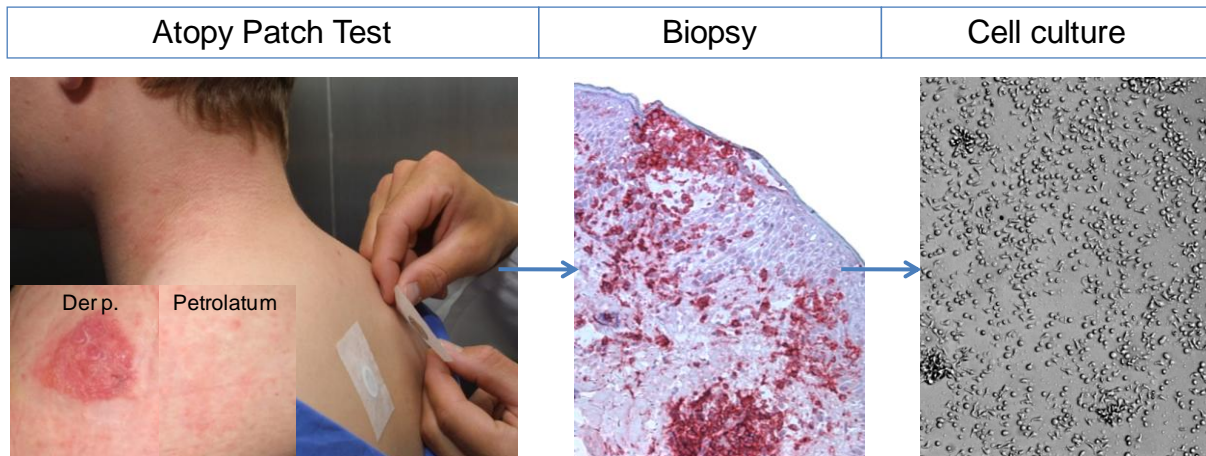 Atopy Patch Test
Biopsy
Cell culture
Der p.
Petrolatum